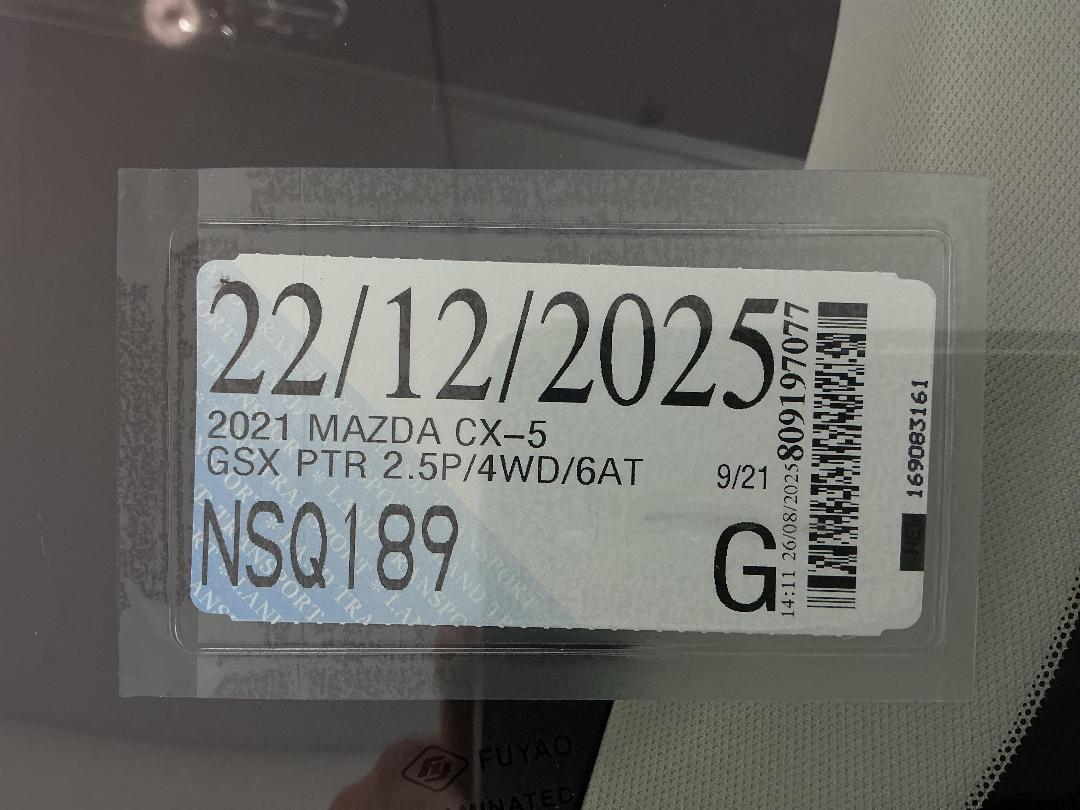 22/12/2025
2021 MAZDA CX-5
GSX PTR 2.5P/4WD/6AT
9/21
NSQ189
G
14:11 26/08/2025 809197077
169083161
FUYAO